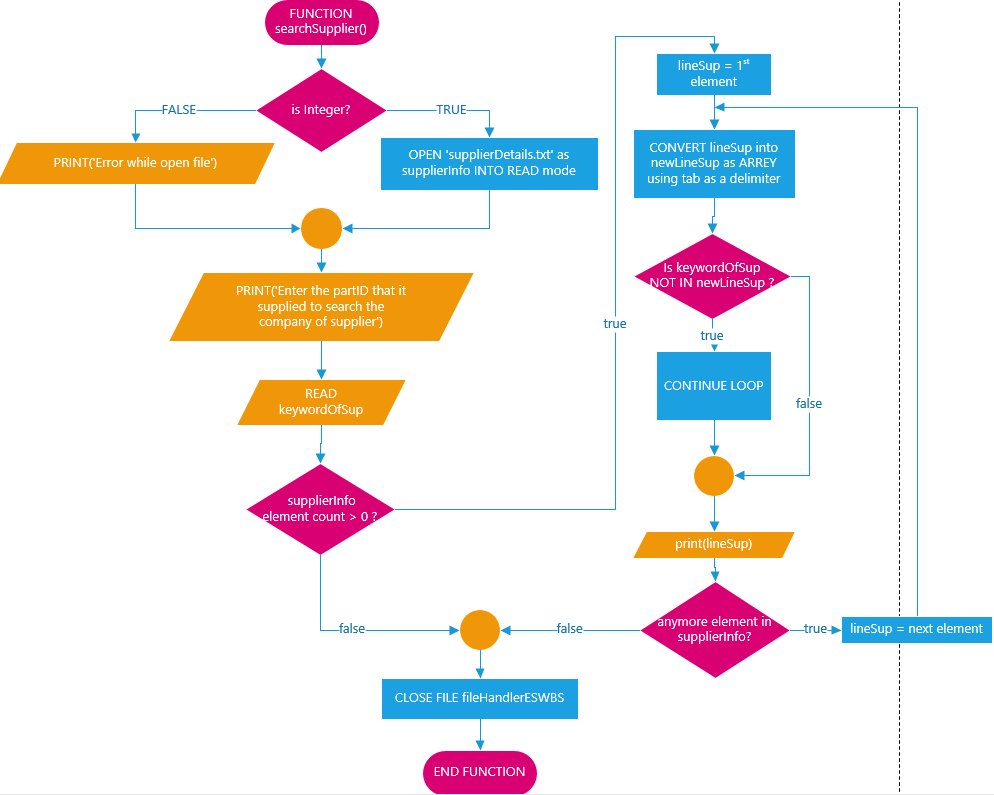 FUNCTION
searchSupplier()
is Integer?
FALSE
TRUE
PRINT('Error while open file')
OPEN 'supplierDetails.txt' as
supplierInfo INTO READ mode
PRINT('Enter the partID that it
supplied to search the
company of supplier')
READ
keywordOfSup
supplierInfo
element count > 0 ?
true
false
lineSup = 1st
element
CONVERT lineSup into
newLineSup as ARREY
using tab as a delimiter
Is keywordOfSup
NOT IN newLineSup ?
true
false
CONTINUE LOOP
print(lineSup)
anymore element in
supplierInfo?
false
true
lineSup = next element
CLOSE FILE fileHandlerESWBS
END FUNCTION